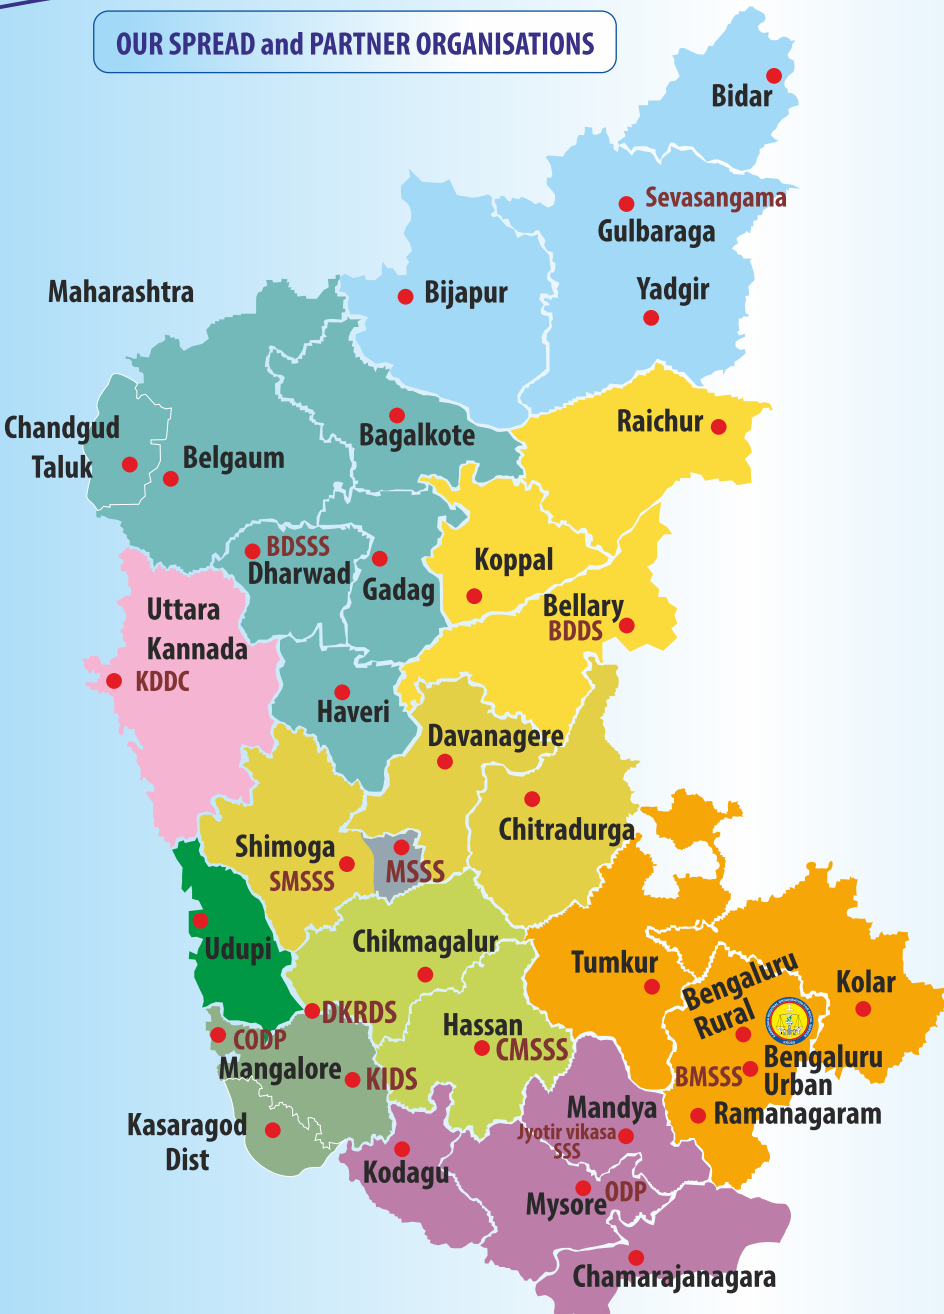 OUR SPREAD and PARTNER ORGANISATIONS
Bidar
Sevasangama
Gulbaraga
Maharashtra
Bijapur
Yadgir
Chandgud
Taluk
Belgaum
Bagalkote
Raichur
BDSSS
Dharwad
Gadag
Koppal
Bellary
BDDS
Uttara
Kannada
KDDC
Haveri
Davanagere
Chitradurga
Shimoga
SMSSS
MSSS
Udupi
Chikmagalur
Tumkur
Bengaluru
Rural
Kolar
DKRDS
Hassan
CMSSS
CODP
Mangalore
KIDS
BMSSS
Bengaluru
Urban
Ramanagaram
Kasaragod
Dist
Mandya
Jyotir vikasa
SSS
Kodagu
Mysore
ODP
Chamarajanagara